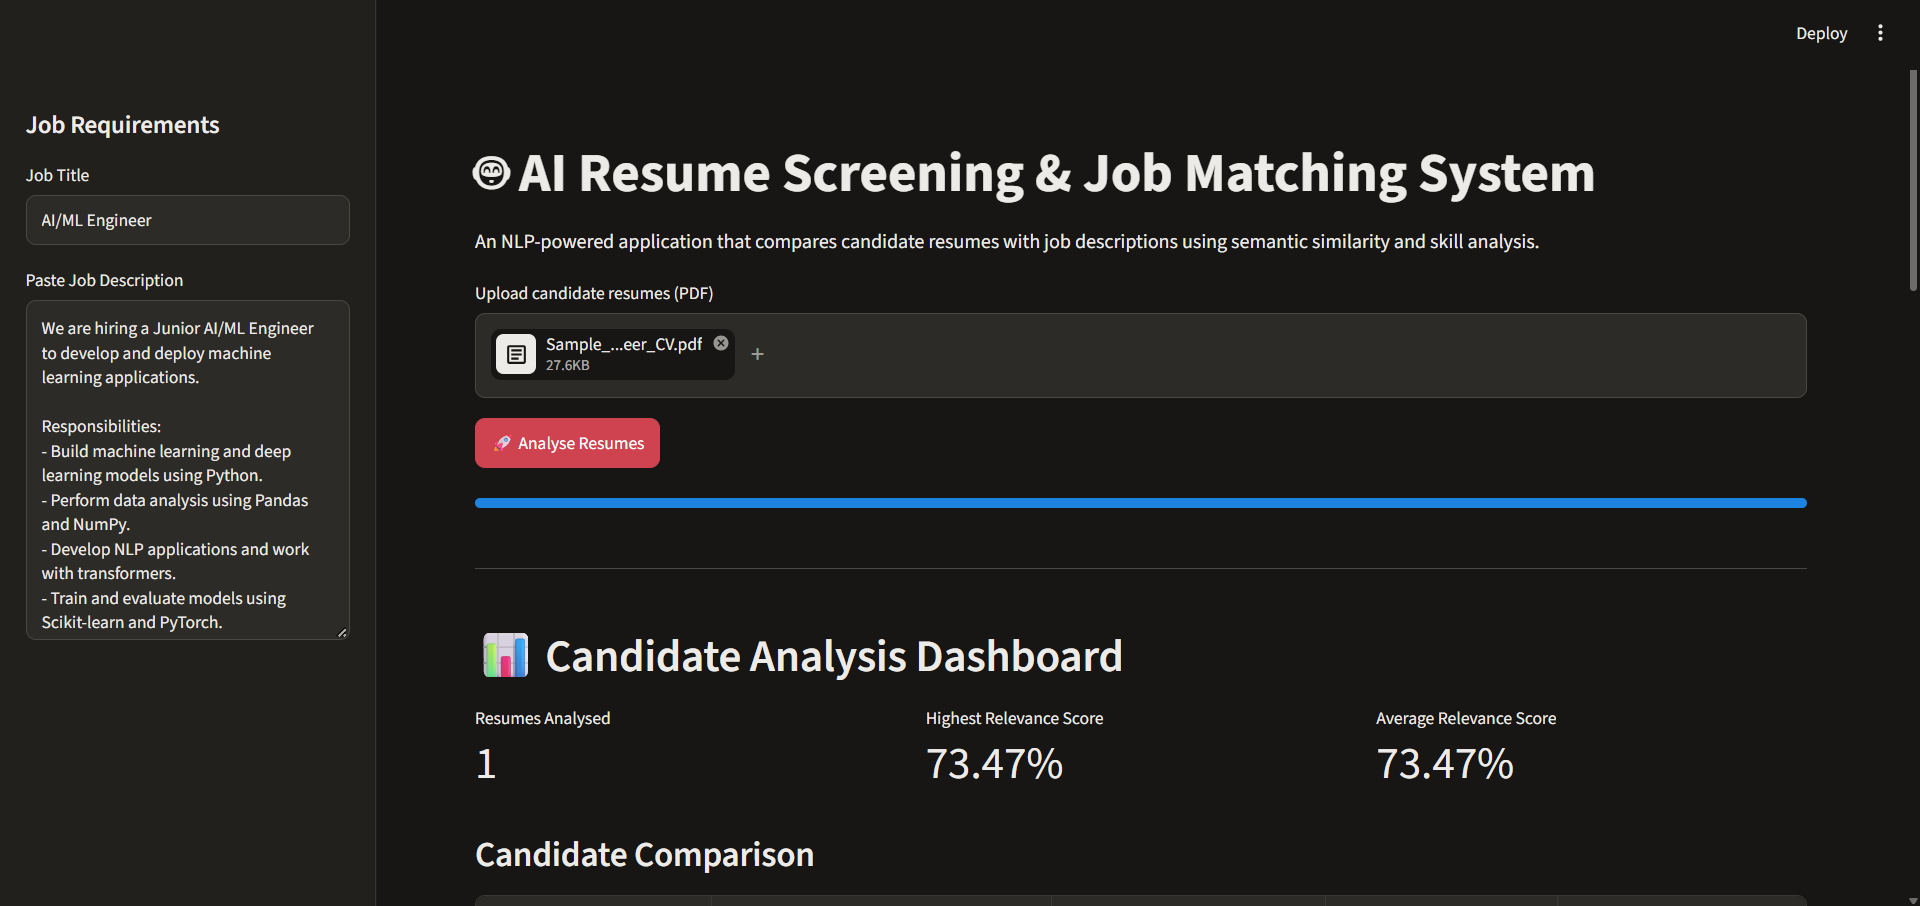 Deploy
Job Requirements
Job Title
AI/ML Engineer
Paste Job Description
We are hiring a Junior AI/ML Engineer
to develop and deploy machine
learning applications.
Responsibilities:
- Build machine learning and deep
learning models using Python.
- Perform data analysis using Pandas
and NumPy.
- Develop NLP applications and work
with transformers.
- Train and evaluate models using
Scikit-learn and PyTorch.
AI Resume Screening & Job Matching System
An NLP-powered application that compares candidate resumes with job descriptions using semantic similarity and skill analysis.
Upload candidate resumes (PDF)
Sample_...eer_CV.pdf
27.6KB
Analyse Resumes
Candidate Analysis Dashboard
Resumes Analysed
1
Highest Relevance Score
73.47%
Average Relevance Score
73.47%
Candidate Comparison